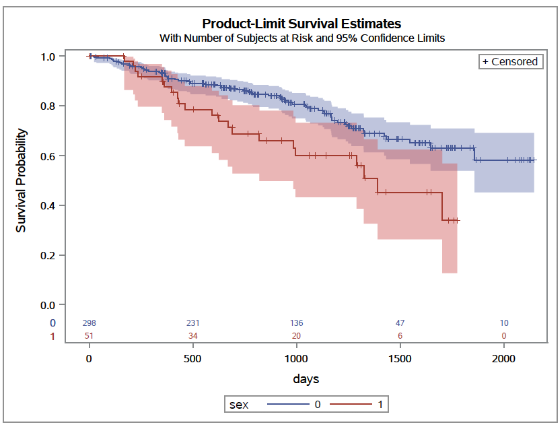 Product-Limit Survival Estimates
With Number of Subjects at Risk and 95% Confidence Limits
+ Censored
Survival Probability
1.0
0.8
0.6
0.4
0.2
0.0
0 298 231 136 47 10
1 51 34 20 6 0
0 500 1000 1500 2000
days
sex 0 1